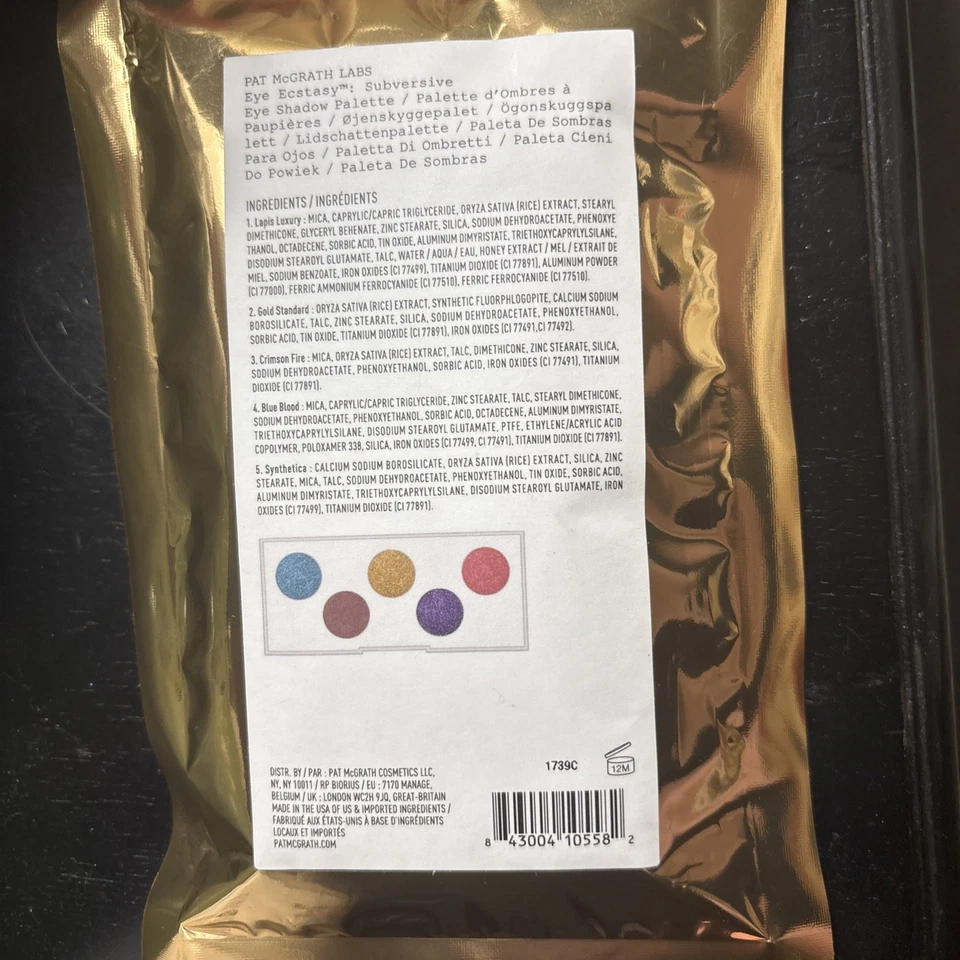 PAT McGRATH LABS
Eye Ecstasy™: Subversive
Eye Shadow Palette / Palette d'Ombres à
Paupières / Øjenskyggepalet / Ögonskuggspa
lett / Lidschattenpalette / Paleta De Sombras
Para Ojos / Paletta Di Ombretti / Paleta Cieni
Do Powiek / Paleta De Sombras
INGREDIENTS / INGRÉDIENTS
1. Lapis Luxury : MICA, CAPRYLIC/CAPRIC TRIGLYCERIDE, ORYZA SATIVA (RICE) EXTRACT, STEARYL
DIMETHICONE, GLYCERYL BEHENATE, ZINC STEARATE, SILICA, SODIUM DEHYDROACETATE, PHENOXYE
THANOL, OCTADECENE, SORBIC ACID, TIN OXIDE, ALUMINUM DIMYRISTATE, TRIETHOXYCAPRYLYLSILANE,
DISODIUM STEAROYL GLUTAMATE, TALC, WATER / AQUA / EAU, HONEY EXTRACT / MEL / EXTRAIT DE
MIEL, SODIUM BENZOATE, IRON OXIDES (CI 77499), TITANIUM DIOXIDE (CI 77891), ALUMINUM POWDER
(CI 77000), FERRIC AMMONIUM FERROCYANIDE (CI 77510), FERRIC FERROCYANIDE (CI 77510).
2. Gold Standard : ORYZA SATIVA (RICE) EXTRACT, SYNTHETIC FLUORPHLOGOPITE, CALCIUM SODIUM
BOROSILICATE, TALC, ZINC STEARATE, SILICA, SODIUM DEHYDROACETATE, PHENOXYETHANOL,
SORBIC ACID, TIN OXIDE, TITANIUM DIOXIDE (CI 77891), IRON OXIDES (CI 77491,CI 77492).
3. Crimson Fire : MICA, ORYZA SATIVA (RICE) EXTRACT, TALC, DIMETHICONE, ZINC STEARATE, SILICA,
SODIUM DEHYDROACETATE, PHENOXYETHANOL, SORBIC ACID, IRON OXIDES (CI 77491), TITANIUM
DIOXIDE (CI 77891).
4. Blue Blood : MICA, CAPRYLIC/CAPRIC TRIGLYCERIDE, ZINC STEARATE, TALC, STEARYL DIMETHICONE,
SODIUM DEHYDROACETATE, PHENOXYETHANOL, SORBIC ACID, OCTADECENE, ALUMINUM DIMYRISTATE,
TRIETHOXYCAPRYLYLSILANE, DISODIUM STEAROYL GLUTAMATE, PTFE, ETHYLENE/ACRYLIC ACID
COPOLYMER, POLOXAMER 338, SILICA, IRON OXIDES (CI 77499, CI 77491), TITANIUM DIOXIDE (CI 77891).
5. Synthetica : CALCIUM SODIUM BOROSILICATE, ORYZA SATIVA (RICE) EXTRACT, SILICA, ZINC
STEARATE, MICA, TALC, SODIUM DEHYDROACETATE, PHENOXYETHANOL, TIN OXIDE, SORBIC ACID,
ALUMINUM DIMYRISTATE, TRIETHOXYCAPRYLYLSILANE, DISODIUM STEAROYL GLUTAMATE, IRON
OXIDES (CI 77499), TITANIUM DIOXIDE (CI 77891).
DISTR. BY / PAR : PAT McGRATH COSMETICS LLC,
NY, NY 10011 / RP BIORIUS / EU : 7170 MANAGE,
BELGIUM / UK : LONDON WC2H 9JQ, GREAT-BRITAIN
MADE IN THE USA OF US & IMPORTED INGREDIENTS /
FABRIQUÉ AUX ÉTATS-UNIS À BASE D'INGRÉDIENTS
LOCAUX ET IMPORTÉS
PATMCGRATH.COM
1739C
12M
8 43004 10558 2